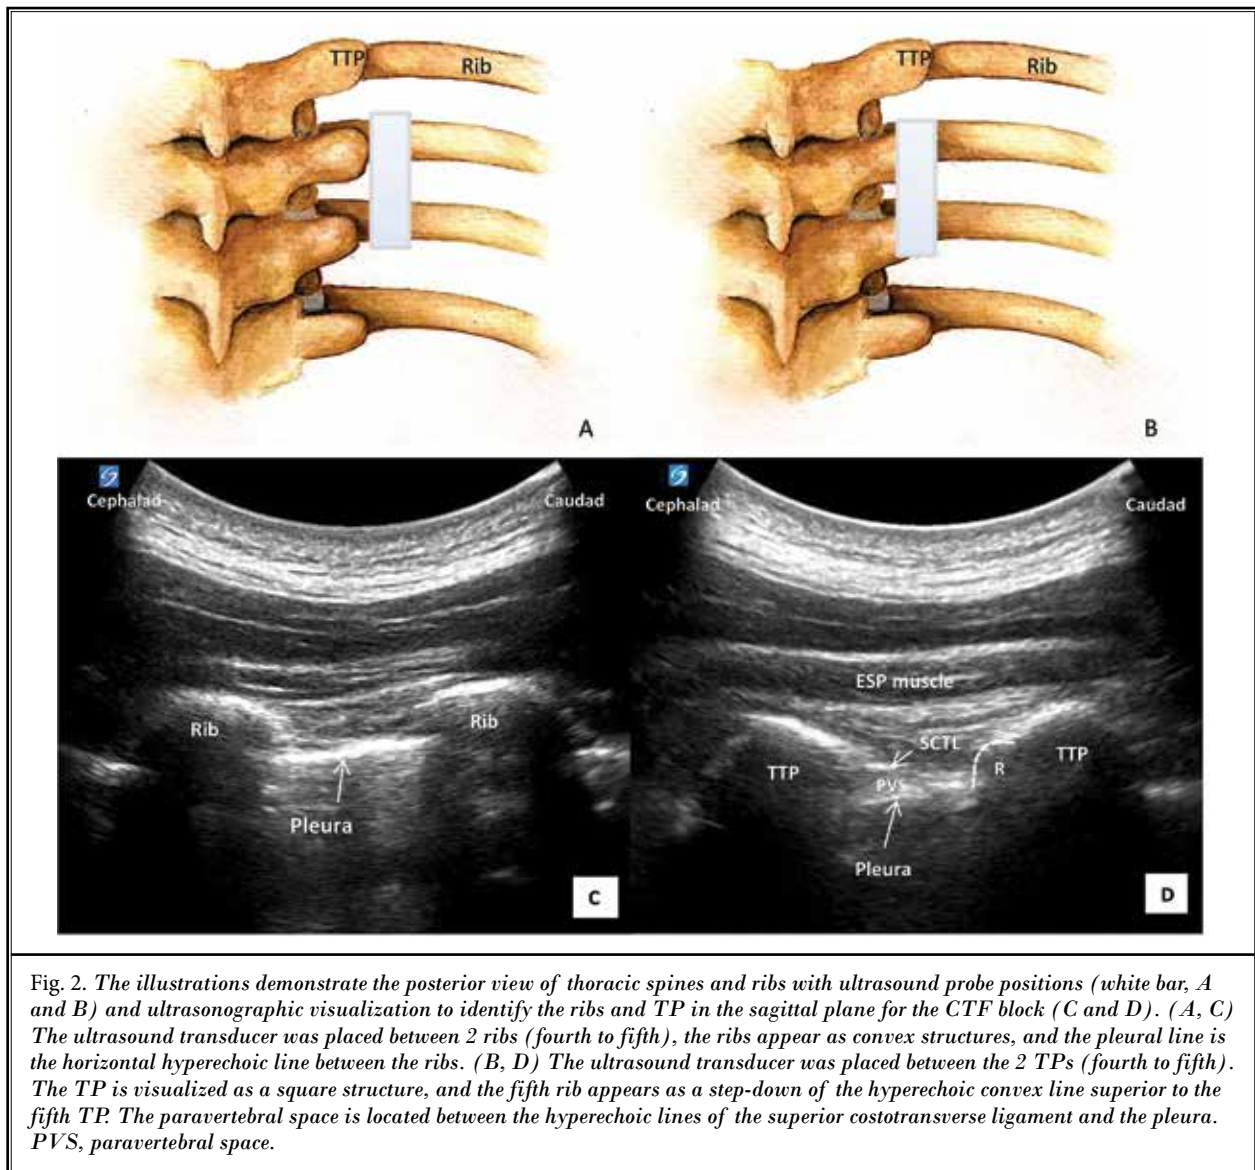 TTP
Rib
TTP
Rib
A
B
Cephalad
Caudad
Cephalad
Caudad
Rib
Rib
Pleura
C
ESP muscle
SCTL
TTP
PVS
R
TTP
Pleura
D
Fig. 2. The illustrations demonstrate the posterior view of thoracic spines and ribs with ultrasound probe positions (white bar, A
and B) and ultrasonographic visualization to identify the ribs and TP in the sagittal plane for the CTF block (C and D). (A, C)
The ultrasound transducer was placed between 2 ribs (fourth to fifth), the ribs appear as convex structures, and the pleural line is
the horizontal hyperechoic line between the ribs. (B, D) The ultrasound transducer was placed between the 2 TPs (fourth to fifth).
The TP is visualized as a square structure, and the fifth rib appears as a step-down of the hyperechoic convex line superior to the
fifth TP. The paravertebral space is located between the hyperechoic lines of the superior costotransverse ligament and the pleura.
PVS, paravertebral space.